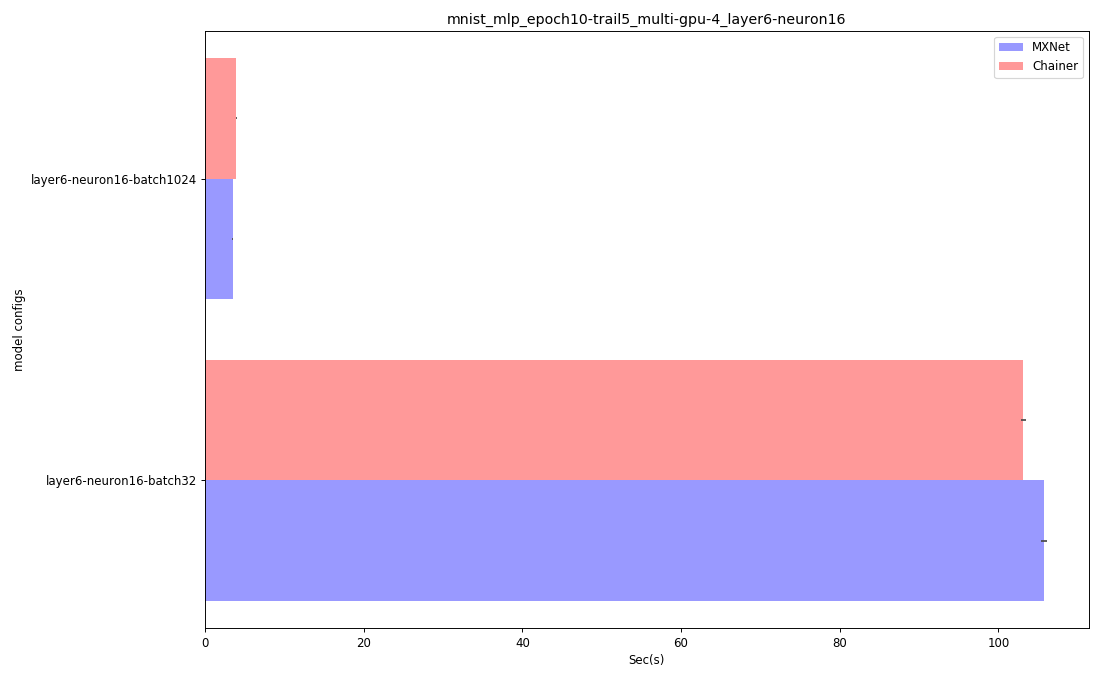 mnist_mlp_epoch10-trail5_multi-gpu-4_layer6-neuron16
MXNet
Chainer
layer6-neuron16-batch1024
model configs
layer6-neuron16-batch32
0
20
40
60
80
100
Sec(s)